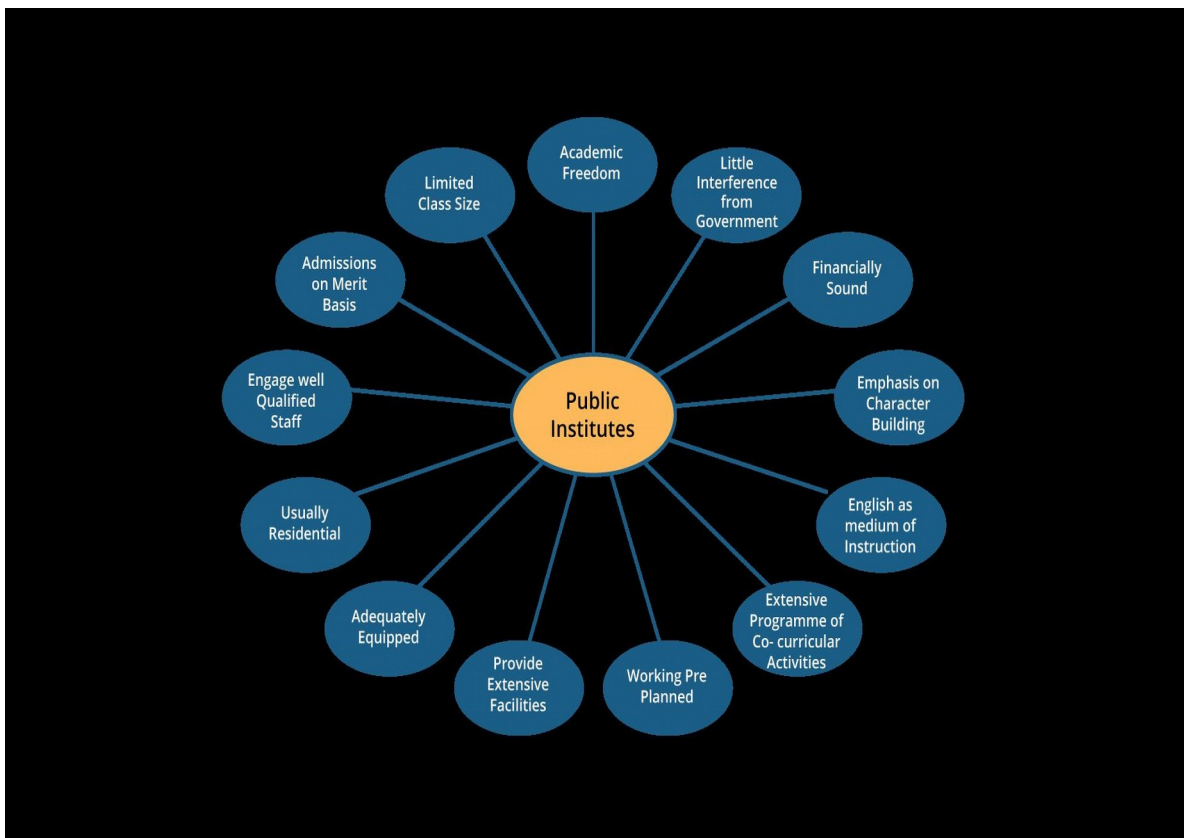 Academic
Freedom
Little
Interference
from
Government
Financially
Sound
Emphasis on
Character
Building
English as
medium of
Instruction
Extensive
Programme of
Co- curricular
Activities
Working Pre
Planned
Provide
Extensive
Facilities
Adequately
Equipped
Usually
Residential
Engage well
Qualified
Staff
Admissions
on Merit
Basis
Limited
Class Size
Public
Institutes